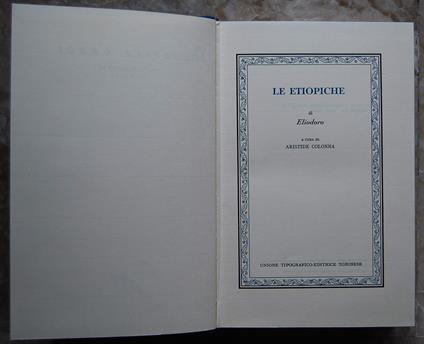 LE ETIOPICHE
di
Eliodoro
A CURA DI
ARISTIDE COLONNA
UNIONE TIPOGRAFICO-EDITRICE TORINESE